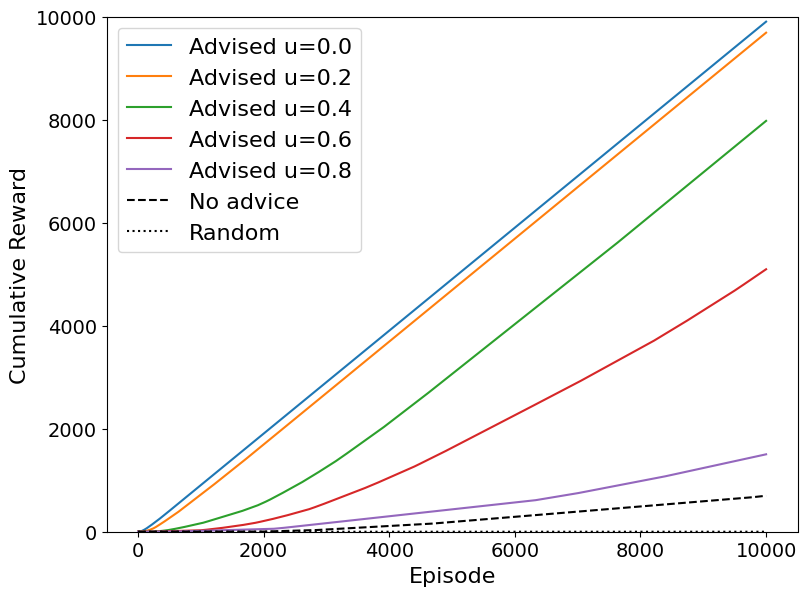 10000
8000
6000
4000
2000
0
Cumulative Reward
Advised u=0.0
Advised u=0.2
Advised u=0.4
Advised u=0.6
Advised u=0.8
No advice
Random
0 2000 4000 6000 8000 10000
Episode